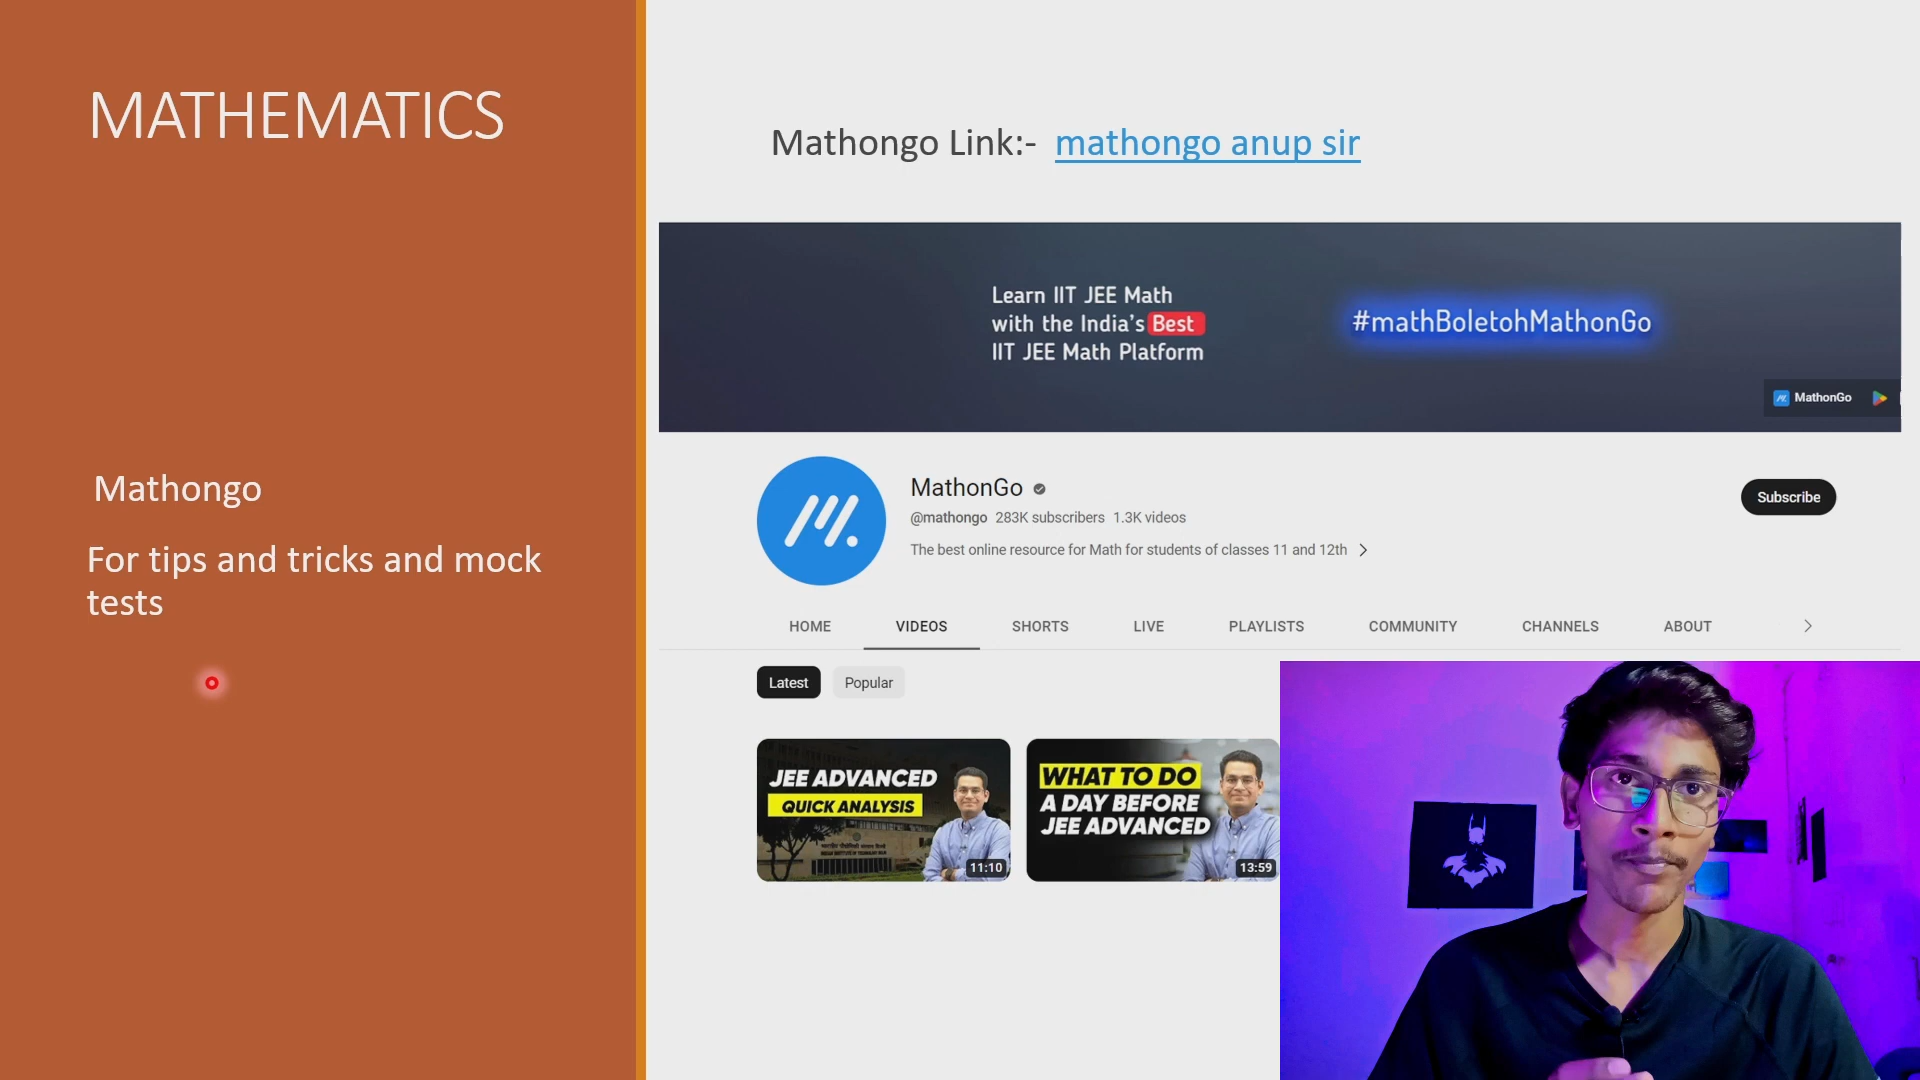 MATHEMATICS
Mathongo
For tips and tricks and mock
tests
Mathongo Link:- mathongo anup sir
Learn IIT JEE Math
with the India's Best
IIT JEE Math Platform
#mathBoletohMathonGo
MathonGo
MathonGo
@mathongo 283K subscribers 1.3K videos
The best online resource for Math for students of classes 11 and 12th
Subscribe
HOME VIDEOS SHORTS LIVE PLAYLISTS COMMUNITY CHANNELS ABOUT
Latest Popular
JEE ADVANCED
QUICK ANALYSIS
11:10
WHAT TO DO
A DAY BEFORE
JEE ADVANCED
13:59